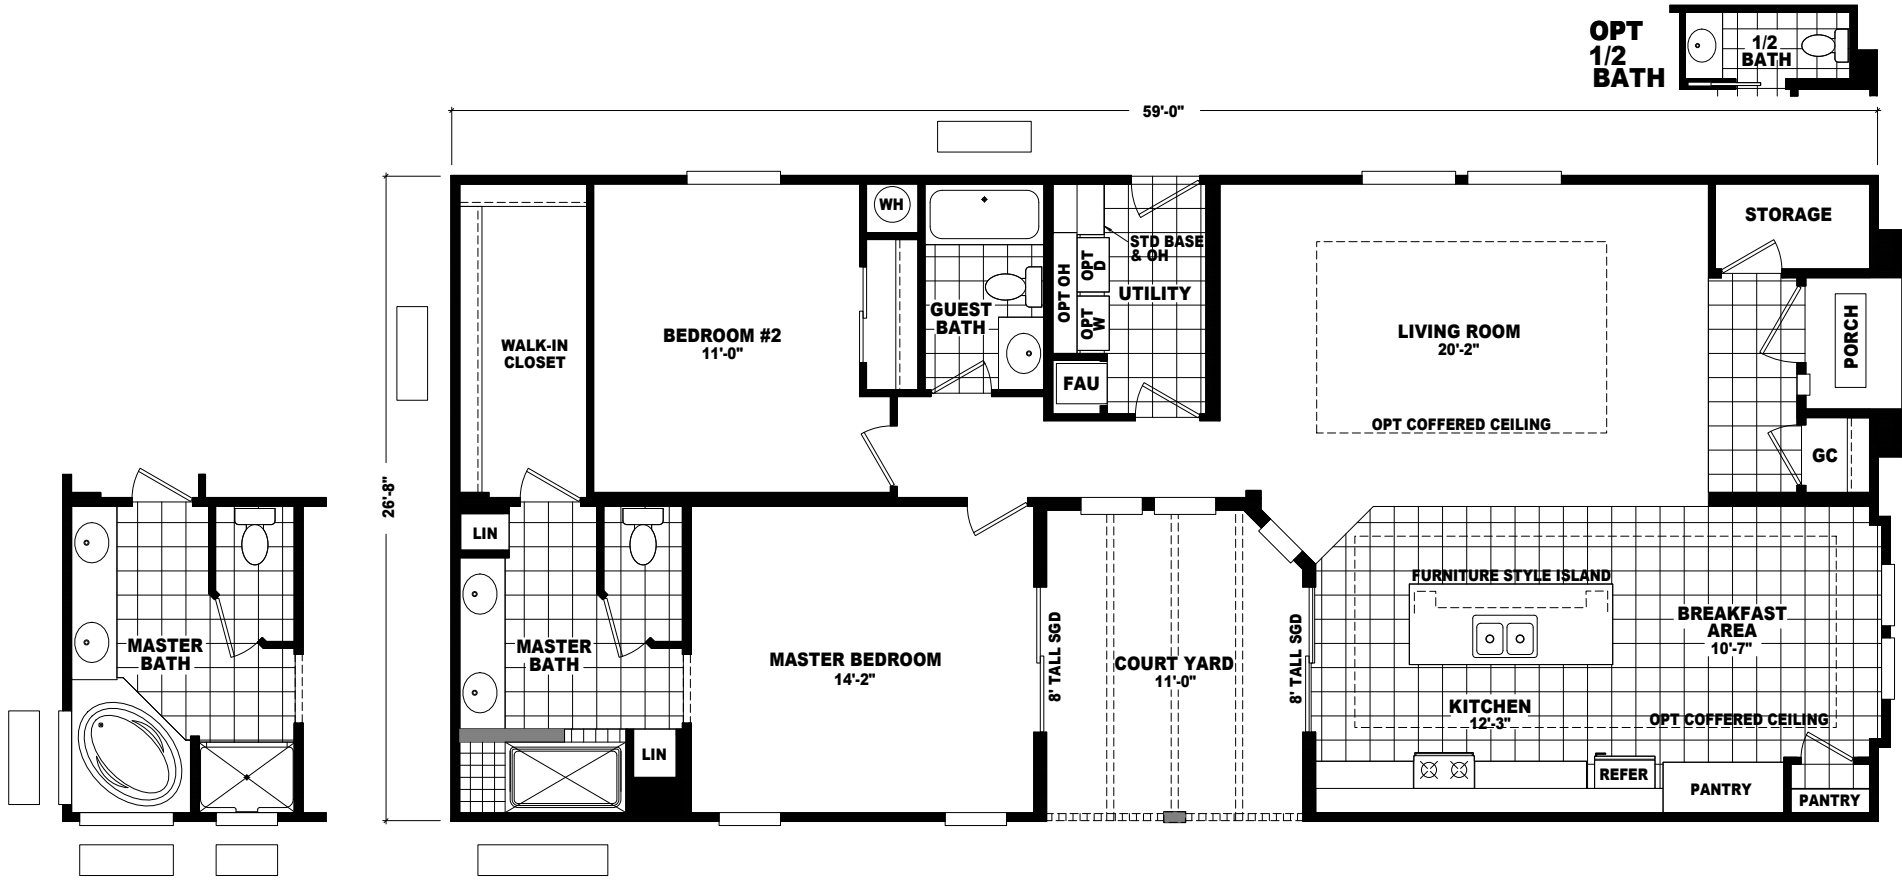 OPT
1/2
BATH
1/2
BATH
59'-0"
26'-8"
WALK-IN
CLOSET
BEDROOM #2
11'-0"
WH
GUEST
BATH
OPT OH
OPT
D
OPT
W
STD BASE
& OH
UTILITY
FAU
LIVING ROOM
20'-2"
OPT COFFERED CEILING
STORAGE
PORCH
GC
MASTER
BATH
LIN
MASTER
BATH
LIN
MASTER BEDROOM
14'-2"
8' TALL SGD
COURT YARD
11'-0"
8' TALL SGD
FURNITURE STYLE ISLAND
BREAKFAST
AREA
10'-7"
KITCHEN
12'-3"
OPT COFFERED CEILING
REFER
PANTRY
PANTRY